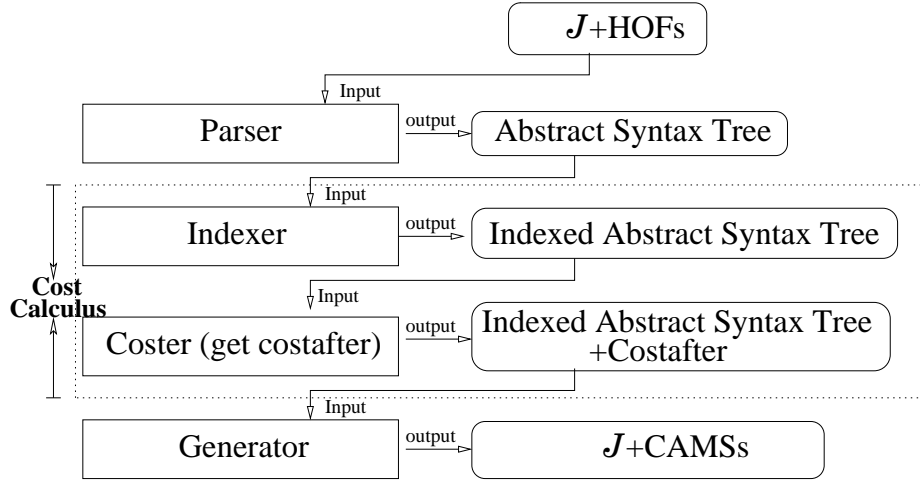 J+HOFs
Input
Parser
output
Abstract Syntax Tree
Input
Indexer
output
Indexed Abstract Syntax Tree
Cost
Calculus
Input
Coster (get costafter)
output
Indexed Abstract Syntax Tree
+Costafter
Input
Generator
output
J+CAMSs